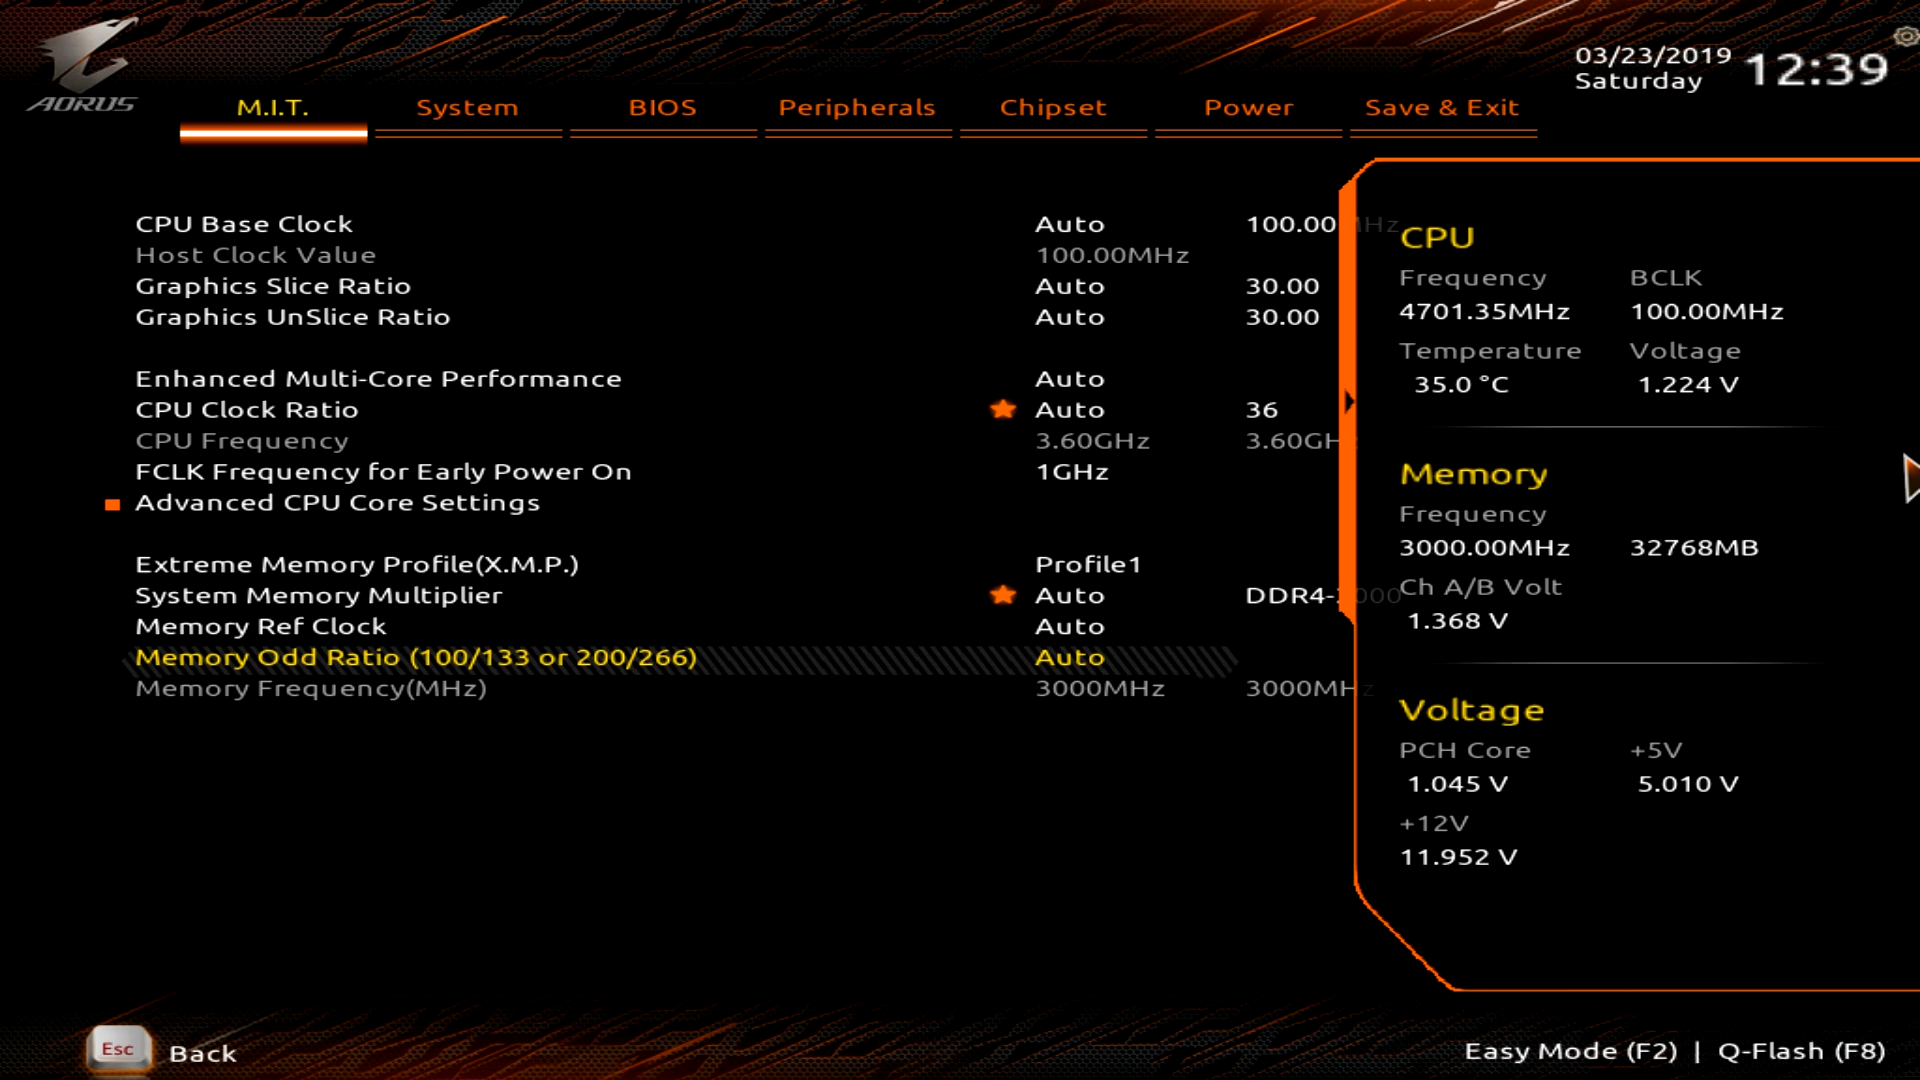 AORUS
03/23/2019
Saturday
12:39
M.I.T. System BIOS Peripherals Chipset Power Save & Exit
CPU Base Clock Auto 100.00MHz
Host Clock Value 100.00MHz
Graphics Slice Ratio Auto 30.00
Graphics UnSlice Ratio Auto 30.00
Enhanced Multi-Core Performance Auto
CPU Clock Ratio Auto 36
CPU Frequency 3.60GHz 3.60GH
FCLK Frequency for Early Power On 1GHz
Advanced CPU Core Settings
Extreme Memory Profile(X.M.P.) Profile1
System Memory Multiplier Auto DDR4-3000
Memory Ref Clock Auto
Memory Odd Ratio (100/133 or 200/266) Auto
Memory Frequency(MHz) 3000MHz 3000MHz
CPU
Frequency BCLK
4701.35MHz 100.00MHz
Temperature Voltage
35.0 °C 1.224 V
Memory
Frequency
3000.00MHz 32768MB
Ch A/B Volt
1.368 V
Voltage
PCH Core +5V
1.045 V 5.010 V
+12V
11.952 V
Esc Back
Easy Mode (F2) | Q-Flash (F8)